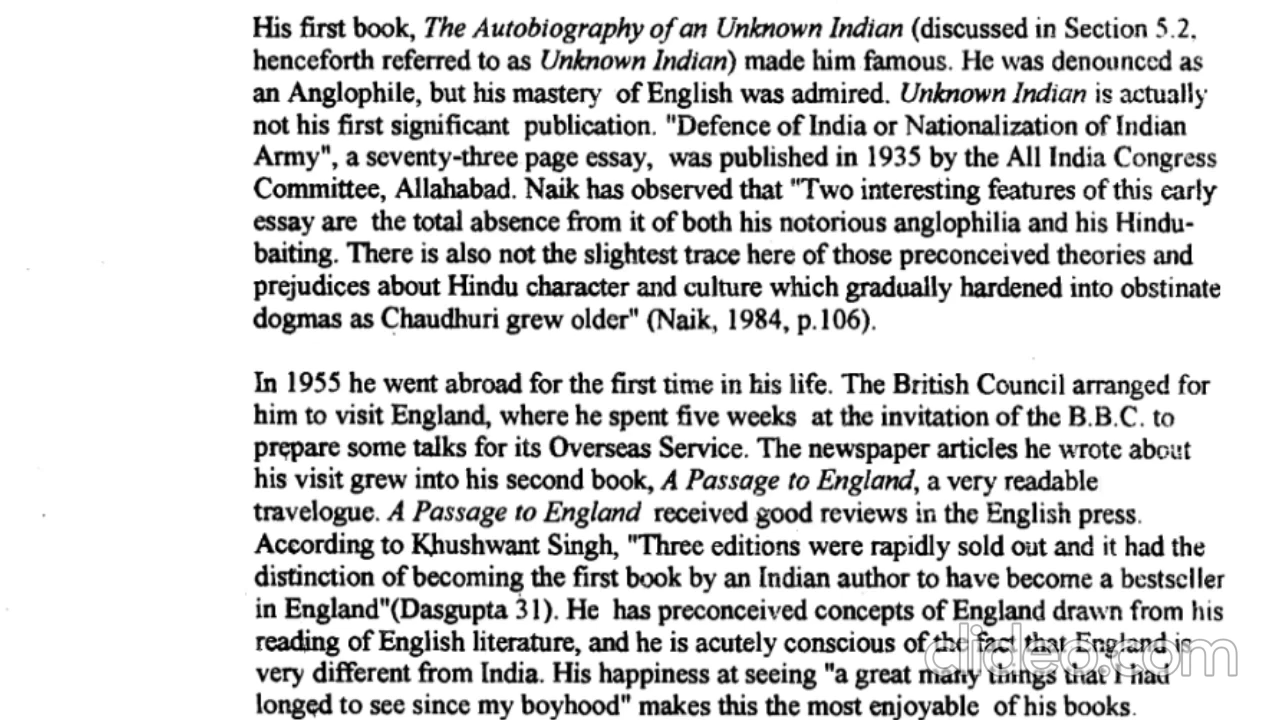 His first book, The Autobiography of an Unknown Indian (discussed in Section 5.2,
henceforth referred to as Unknown Indian) made him famous. He was denounced as
an Anglophile, but his mastery of English was admired. Unknown Indian is actually
not his first significant publication. "Defence of India or Nationalization of Indian
Army", a seventy-three page essay, was published in 1935 by the All India Congress
Committee, Allahabad. Naik has observed that "Two interesting features of this early
essay are the total absence from it of both his notorious anglophilia and his Hindu-
baiting. There is also not the slightest trace here of those preconceived theories and
prejudices about Hindu character and culture which gradually hardened into obstinate
dogmas as Chaudhuri grew older" (Naik, 1984, p.106).
In 1955 he went abroad for the first time in his life. The British Council arranged for
him to visit England, where he spent five weeks at the invitation of the B.B.C. to
prepare some talks for its Overseas Service. The newspaper articles he wrote about
his visit grew into his second book, A Passage to England, a very readable
travelogue. A Passage to England received good reviews in the English press.
According to Khushwant Singh, "Three editions were rapidly sold out and it had the
distinction of becoming the first book by an Indian author to have become a bestseller
in England"(Dasgupta 31). He has preconceived concepts of England drawn from his
reading of English literature, and he is acutely conscious of the fact that England is
very different from India. His happiness at seeing "a great many things that I had
longed to see since my boyhood" makes this the most enjoyable of his books.
clideo.com